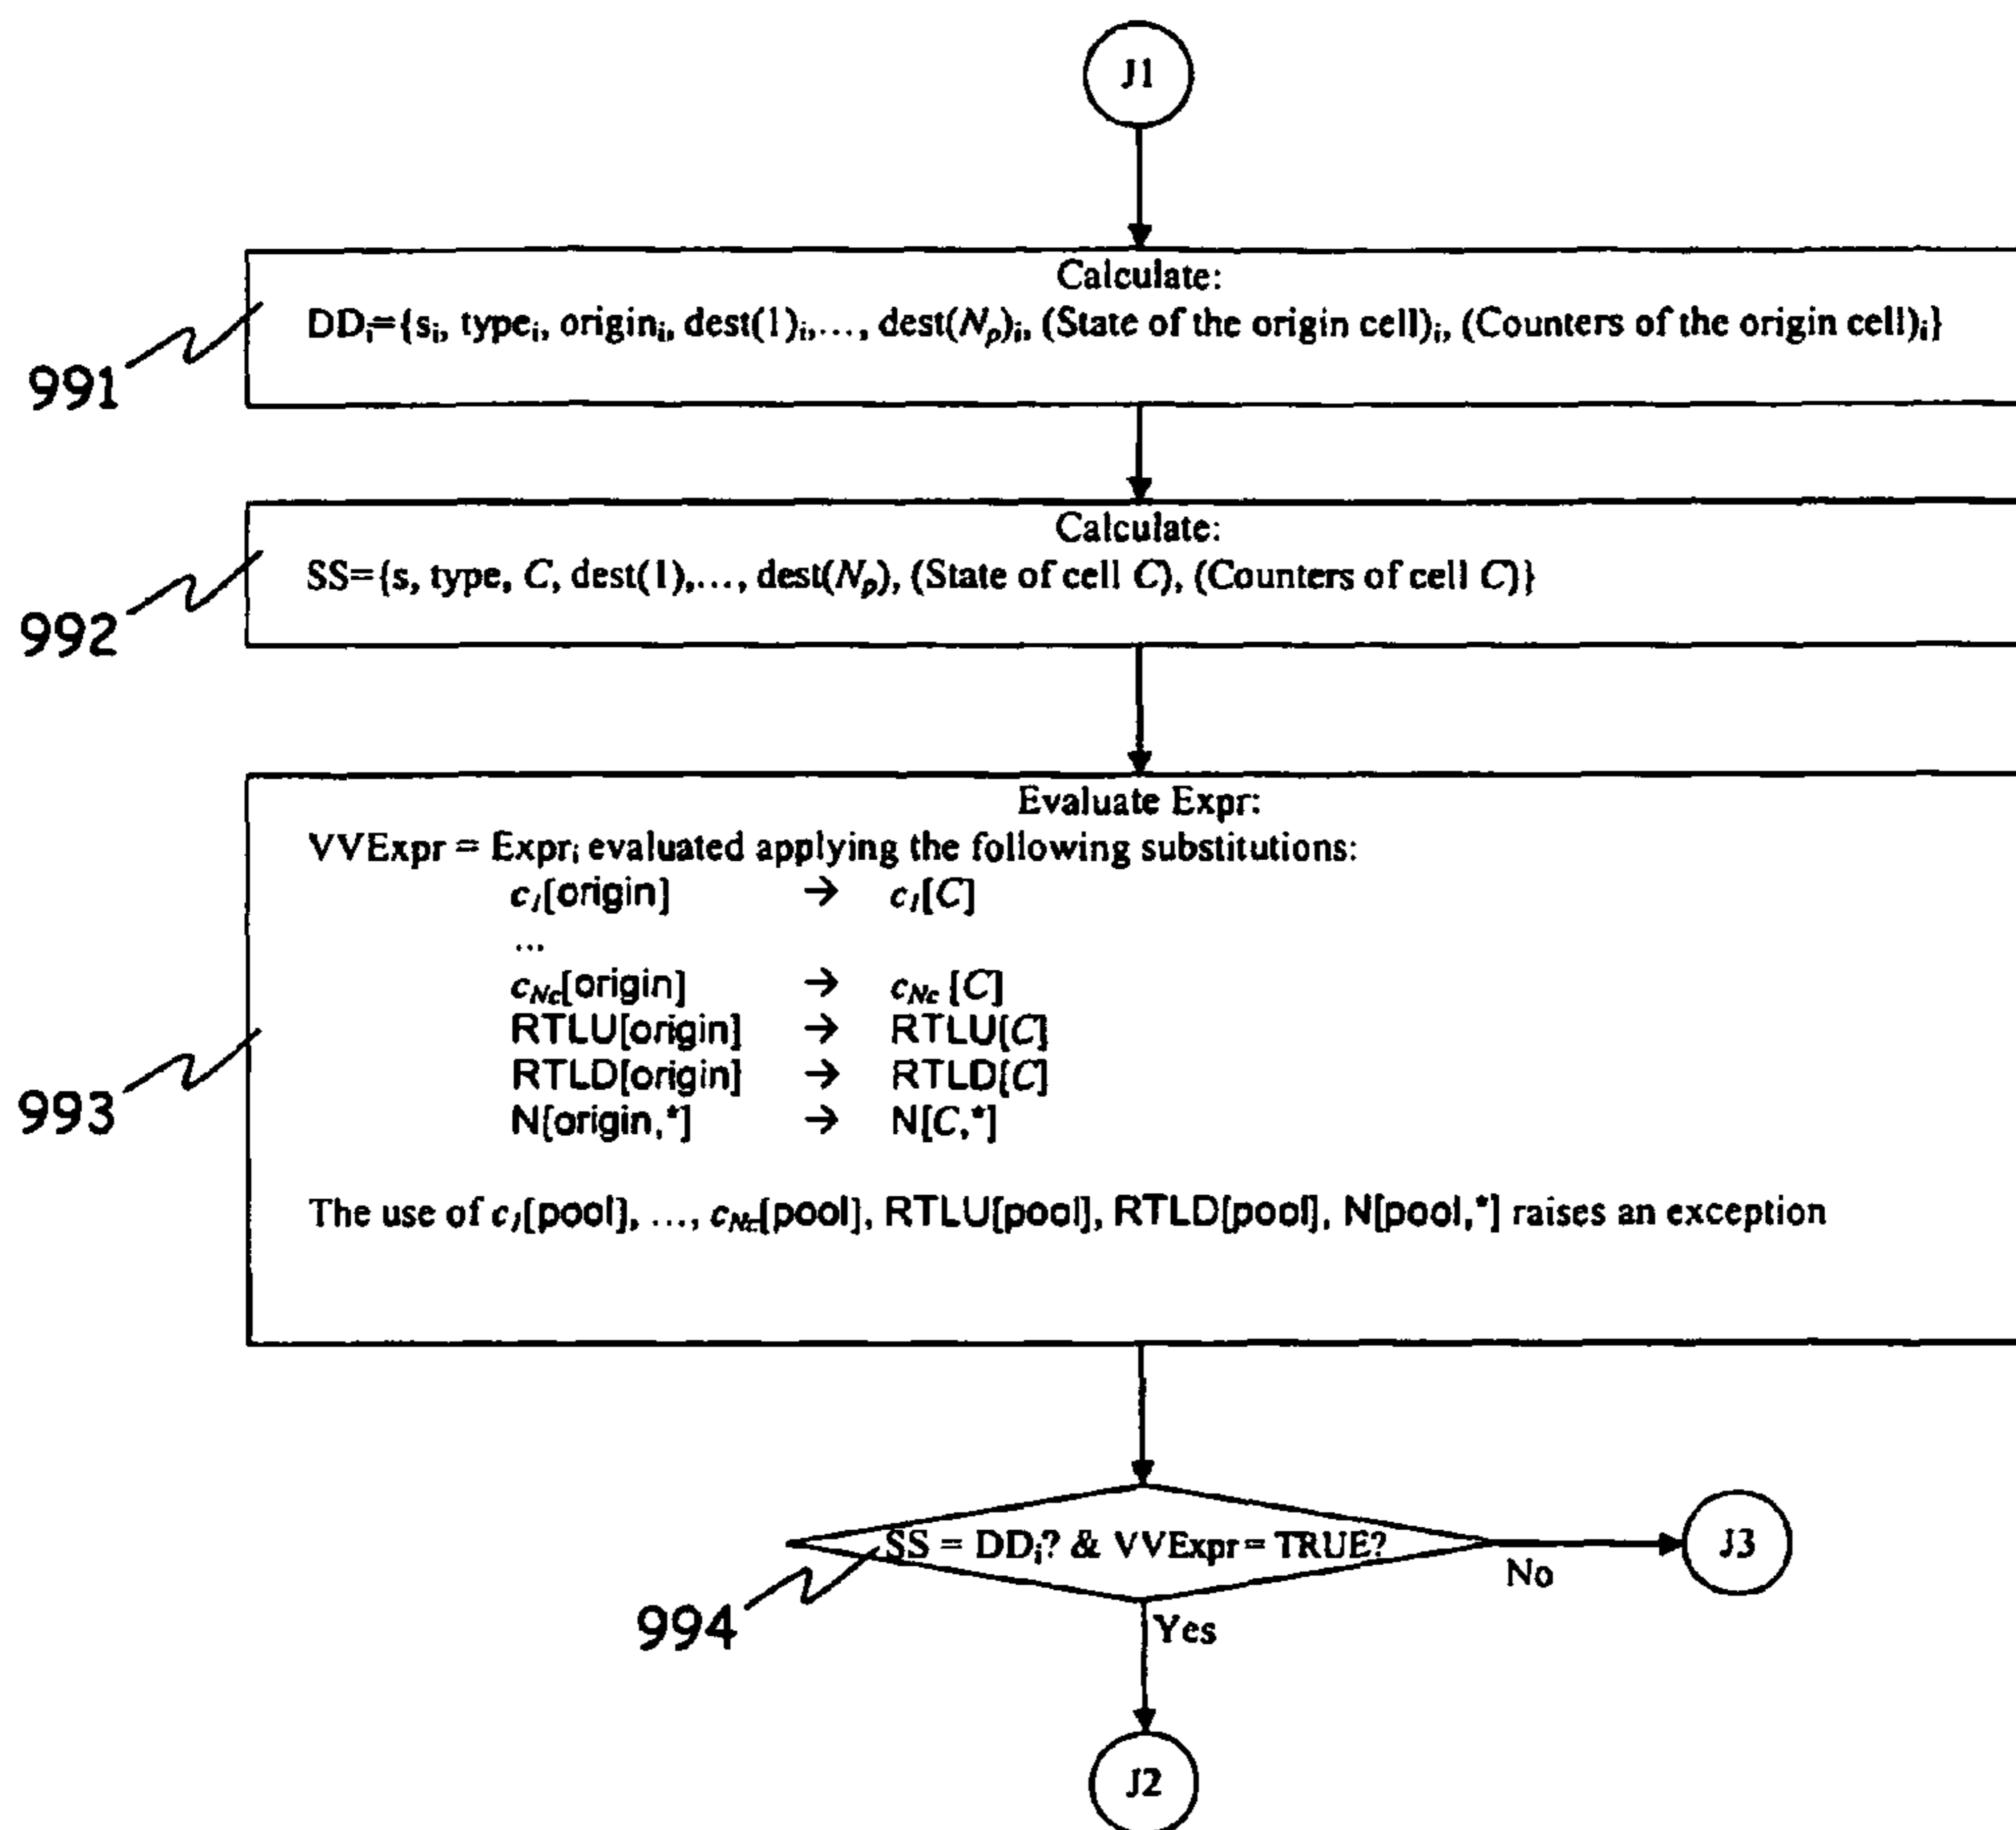 J1
Calculate:
DDᵢ={sᵢ, typeᵢ, originᵢ, dest(1)ᵢ,..., dest(Nₚ)ᵢ, (State of the origin cell)ᵢ, (Counters of the origin cell)ᵢ}
991
Calculate:
SS={s, type, C, dest(1),..., dest(Nₚ), (State of cell C), (Counters of cell C)}
992
Evaluate Expr:
VVExpr = Exprᵢ evaluated applying the following substitutions:
c₁[origin] → c₁[C]
...
c_Nc[origin] → c_Nc [C]
RTLU[origin] → RTLU[C]
RTLD[origin] → RTLD[C]
N[origin,*] → N[C,*]
993
The use of c₁[pool], ..., c_Nc[pool], RTLU[pool], RTLD[pool], N[pool,*] raises an exception
SS = DDᵢ? & VVExpr = TRUE?
No
J3
994
Yes
J2